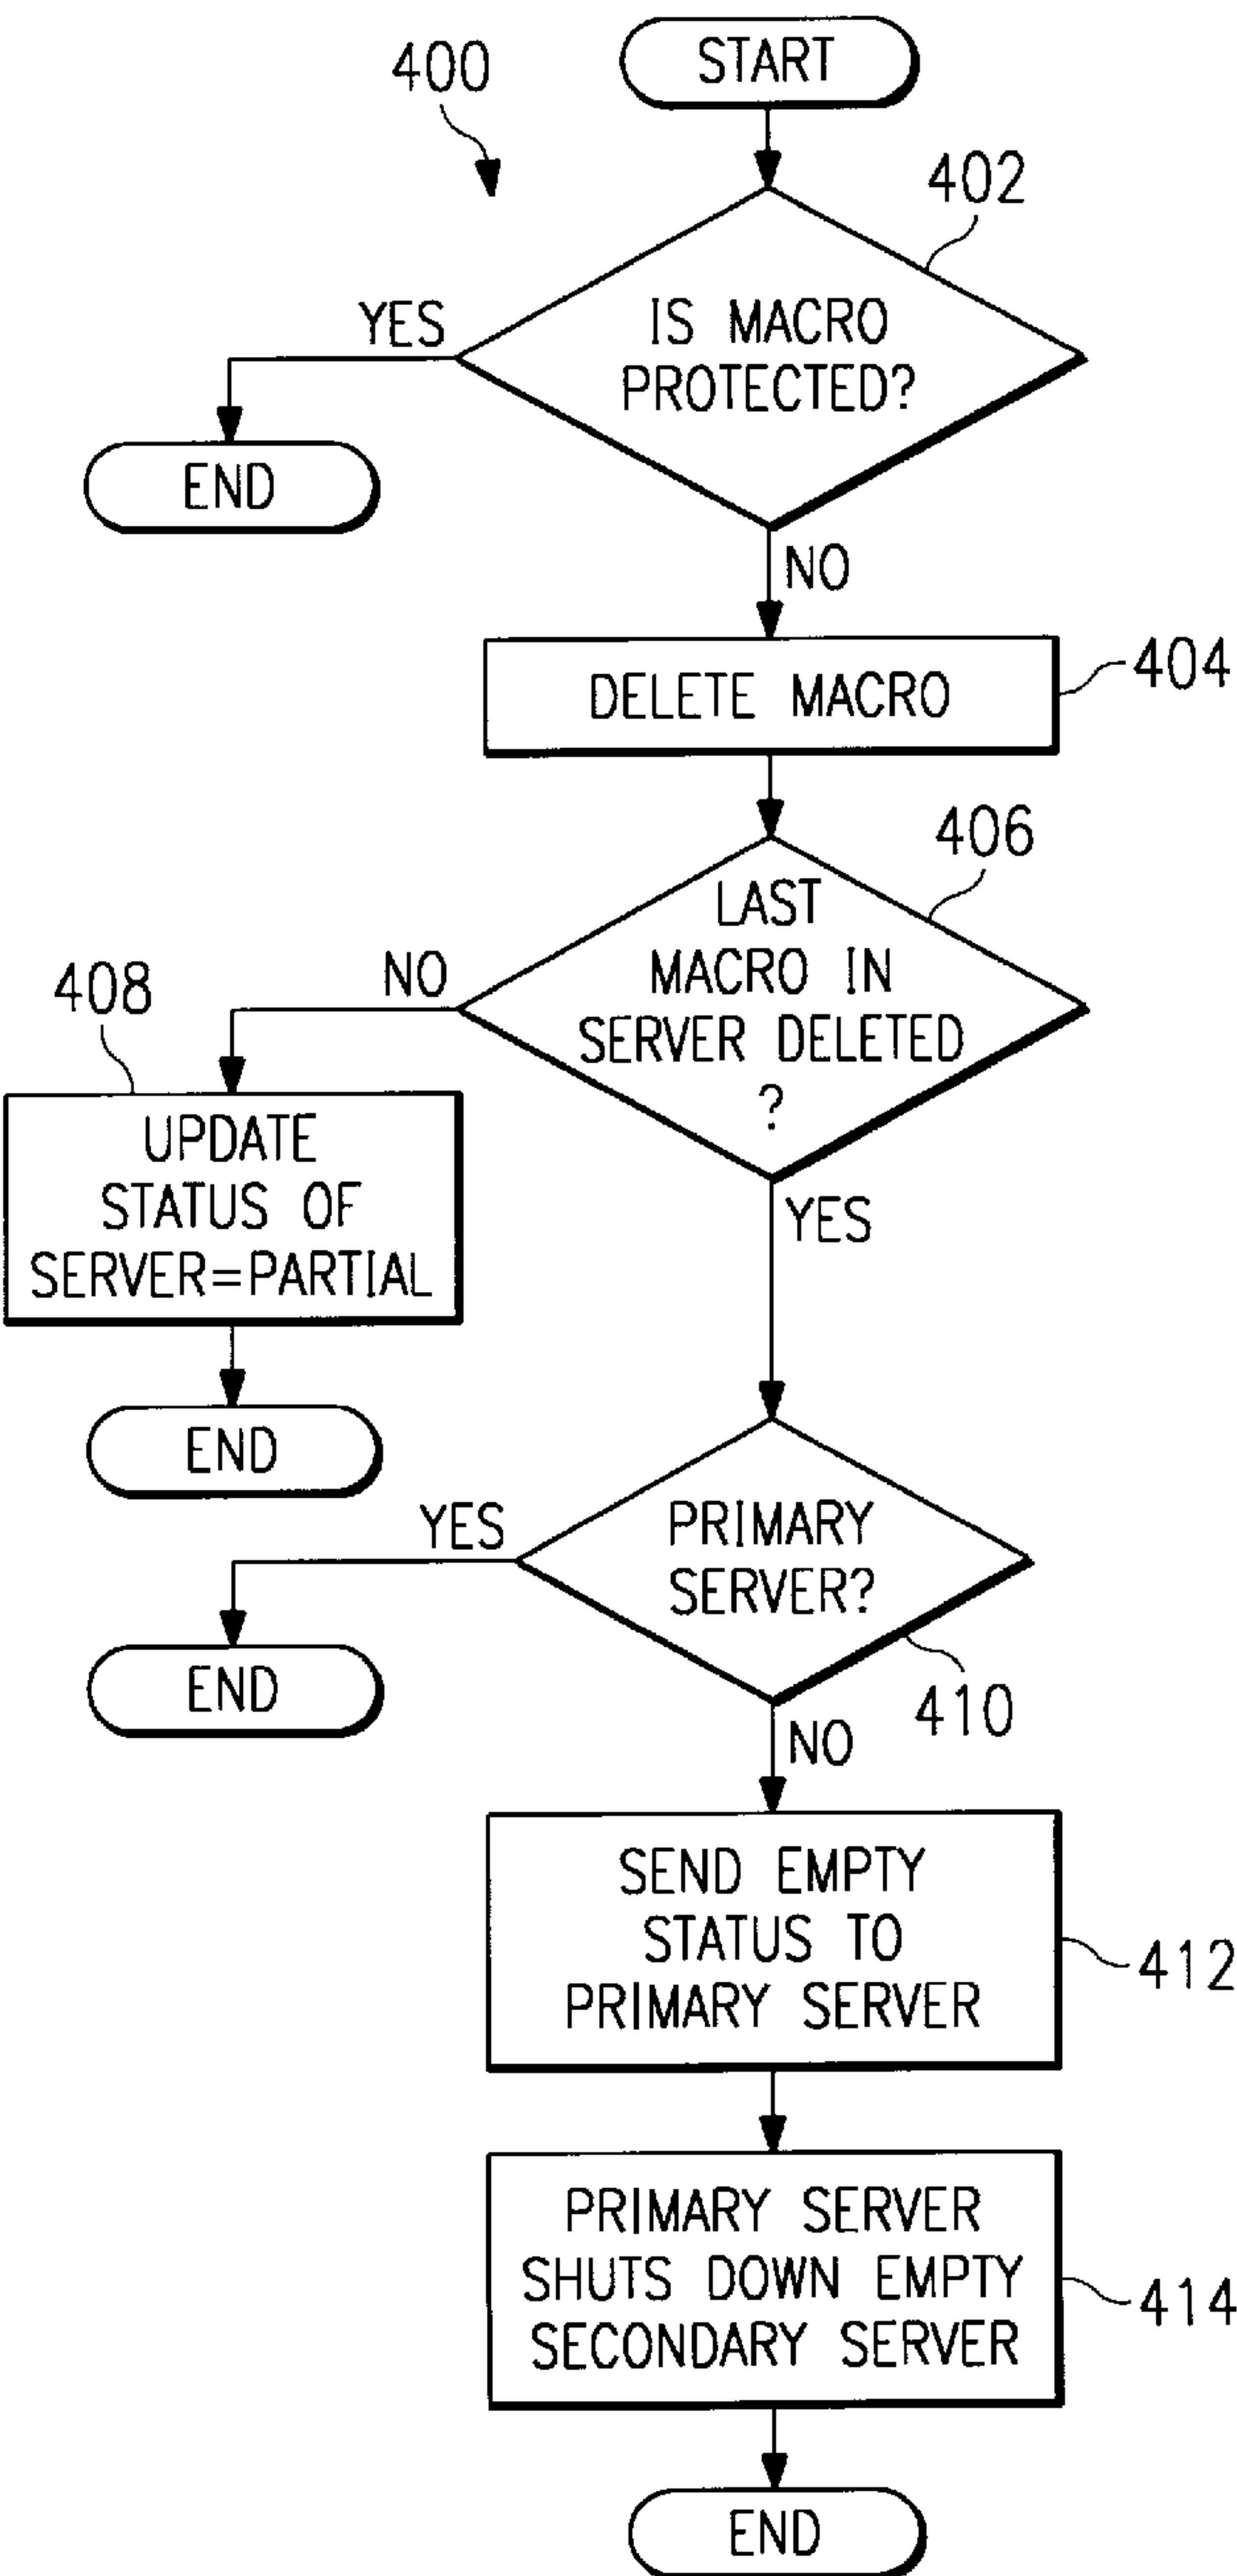 START
400
402
IS MACRO
PROTECTED?
YES
END
NO
DELETE MACRO
404
406
LAST
MACRO IN
SERVER DELETED
?
NO
408
UPDATE
STATUS OF
SERVER=PARTIAL
END
YES
PRIMARY
SERVER?
YES
END
410
NO
SEND EMPTY
STATUS TO
PRIMARY SERVER
412
PRIMARY SERVER
SHUTS DOWN EMPTY
SECONDARY SERVER
414
END